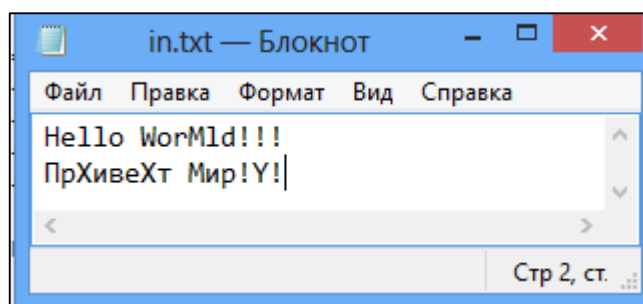 in.txt — Блокнот
Файл Правка Формат Вид Справка
Hello WorMld!!!
ПрХивеХт Мир!Y!
Стр 2, ст.